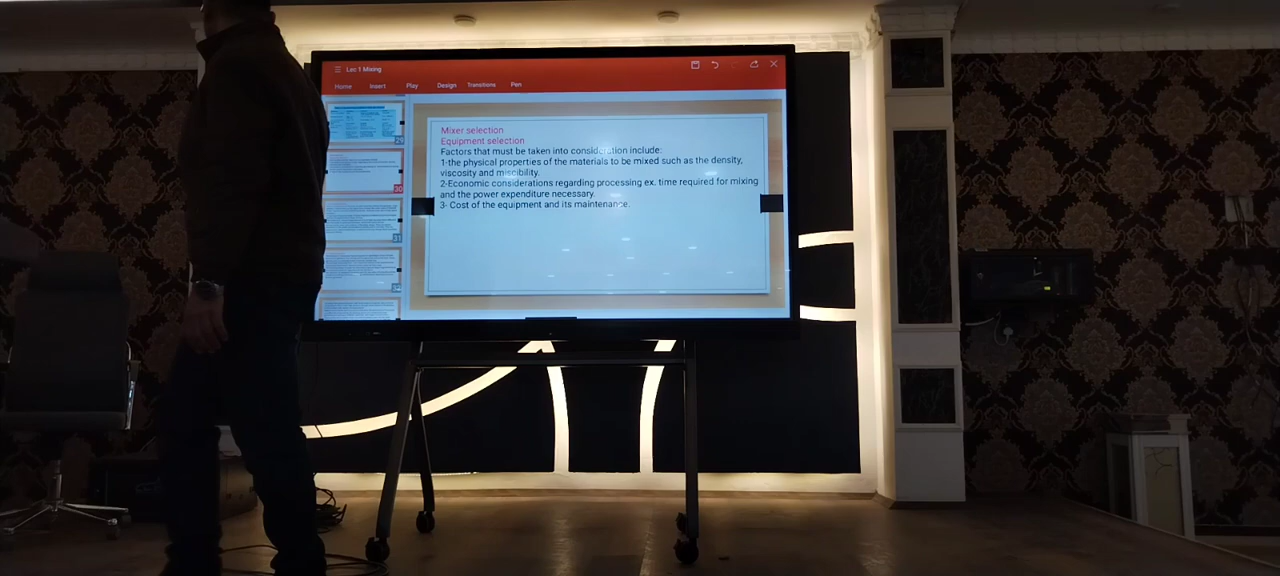 Lec 1 Mixing
Home Insert Play Design Transitions Pen
29
30
31
Mixer selection
Equipment selection
Factors that must be taken into consideration include:
1-the physical properties of the materials to be mixed such as the density,
viscosity and miscibility.
2-Economic considerations regarding processing ex. time required for mixing
and the power expenditure necessary.
3- Cost of the equipment and its maintenance.